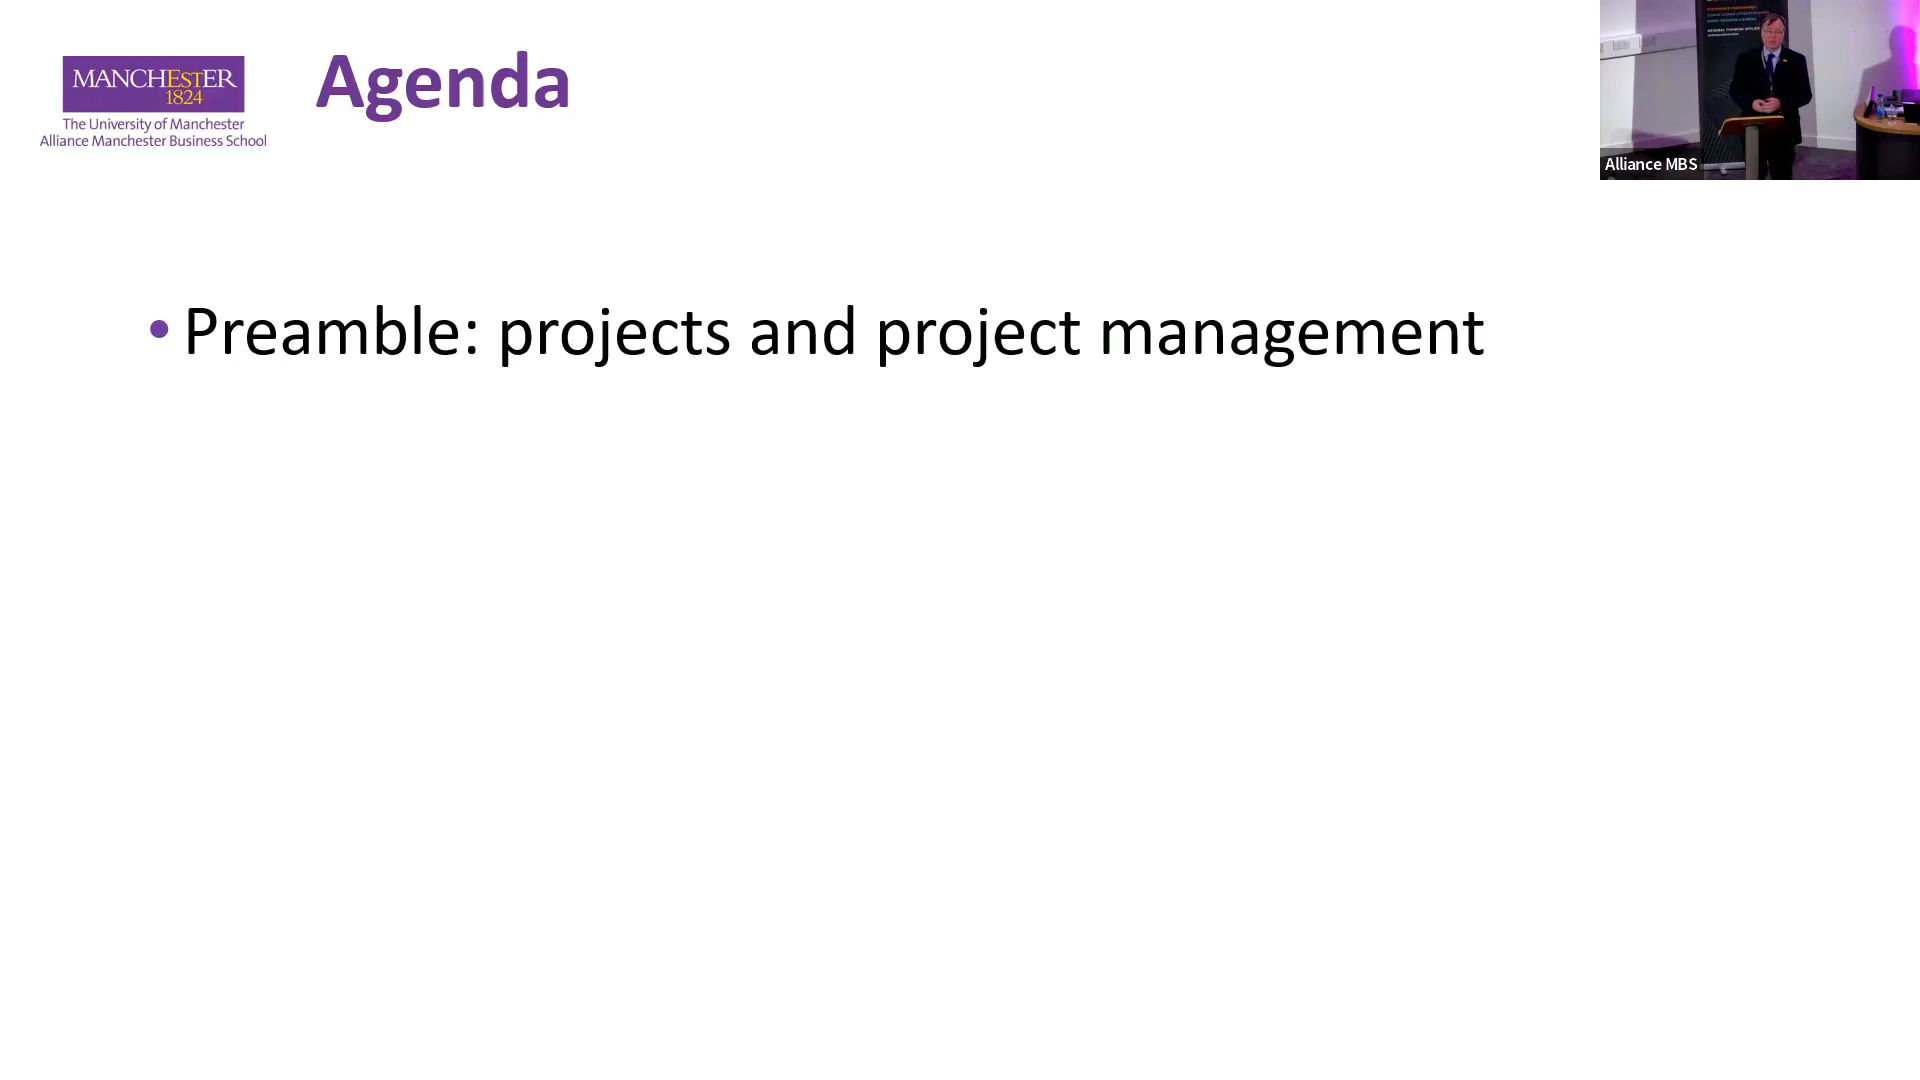 MANCHESTER
1824
The University of Manchester
Alliance Manchester Business School
Agenda
• Preamble: projects and project management
Alliance MBS